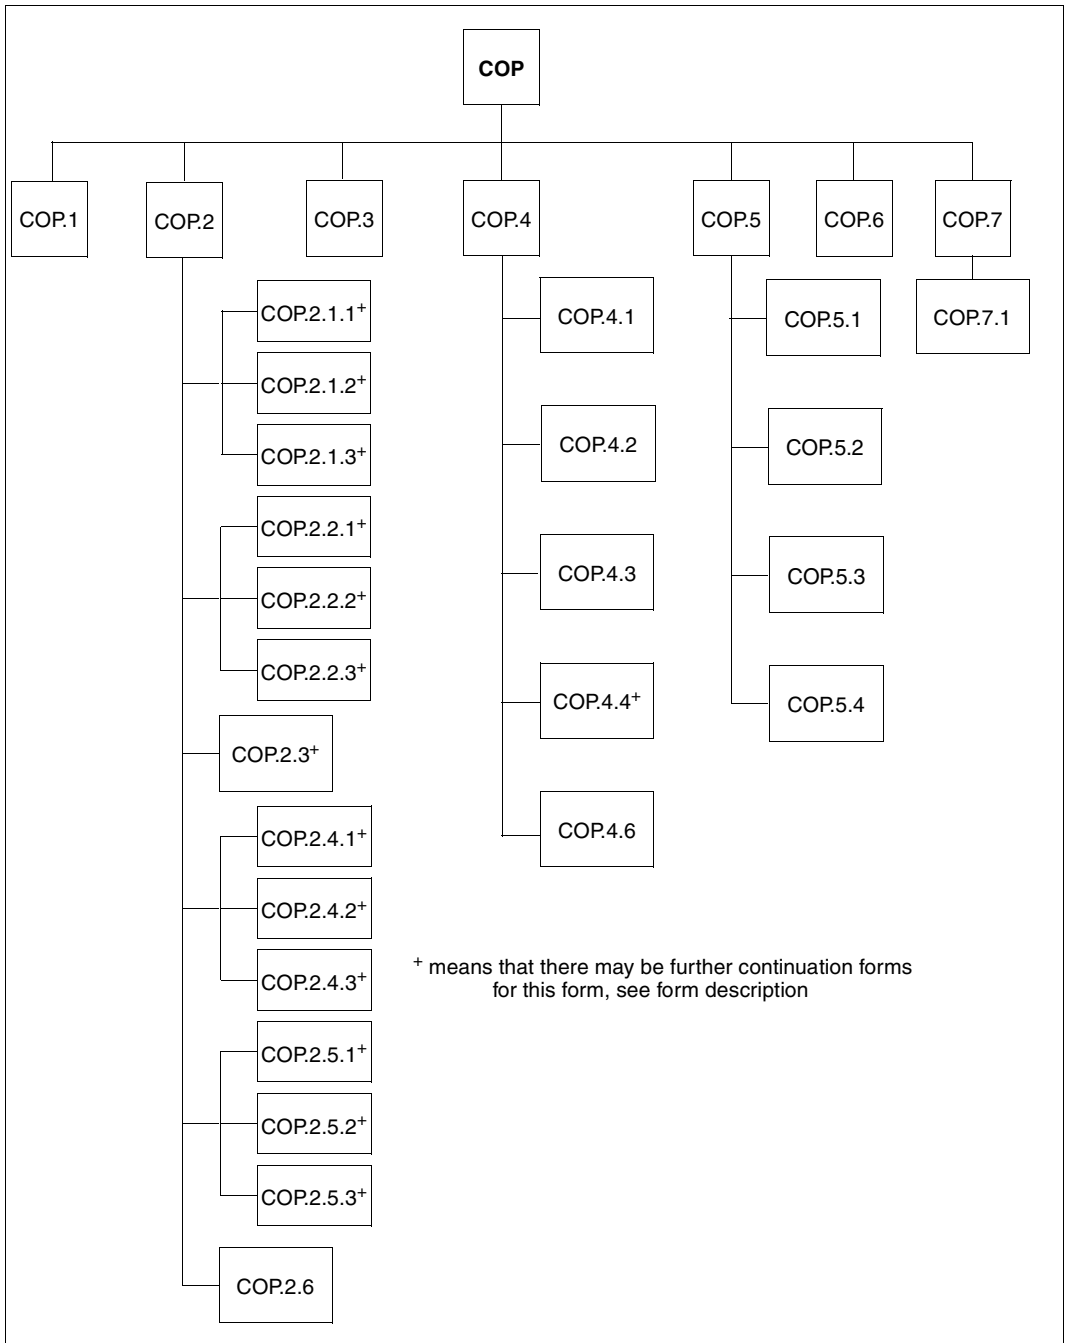 COP
COP.1
COP.2
COP.3
COP.4
COP.5
COP.6
COP.7
COP.2.1.1+
COP.2.1.2+
COP.2.1.3+
COP.2.2.1+
COP.2.2.2+
COP.2.2.3+
COP.2.3+
COP.2.4.1+
COP.2.4.2+
COP.2.4.3+
COP.2.5.1+
COP.2.5.2+
COP.2.5.3+
COP.2.6
COP.4.1
COP.4.2
COP.4.3
COP.4.4+
COP.4.6
COP.5.1
COP.5.2
COP.5.3
COP.5.4
COP.7.1
+ means that there may be further continuation forms
for this form, see form description